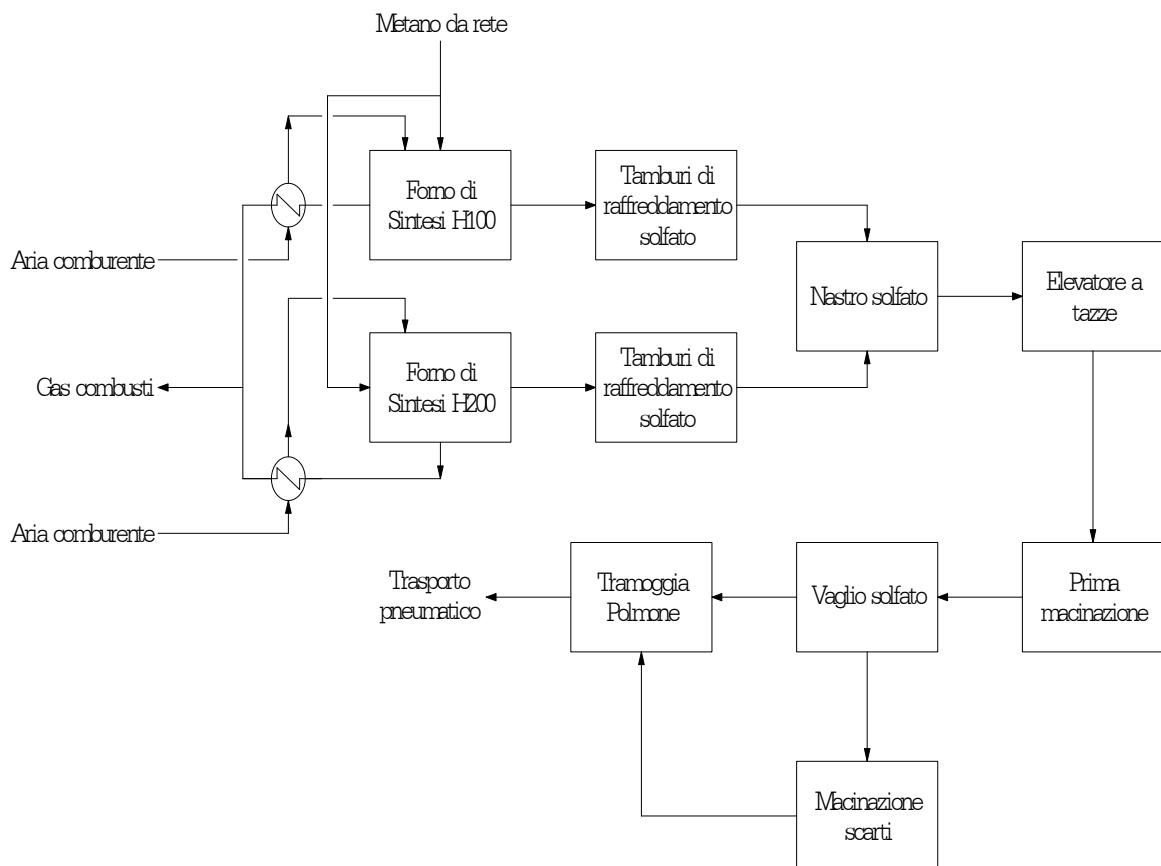 Metano da rete
Forno di
Sintesi H100
Tamburi di
raffreddamento
solfato
Aria comburente
Nastro solfato
Elevatore a
tazze
Gas combusti
Forno di
Sintesi H200
Tamburi di
raffreddamento
solfato
Aria comburente
Trasporto
pneumatico
Tramoggia
Polmone
Vaglio solfato
Prima
macinazione
Macinazione
scarti